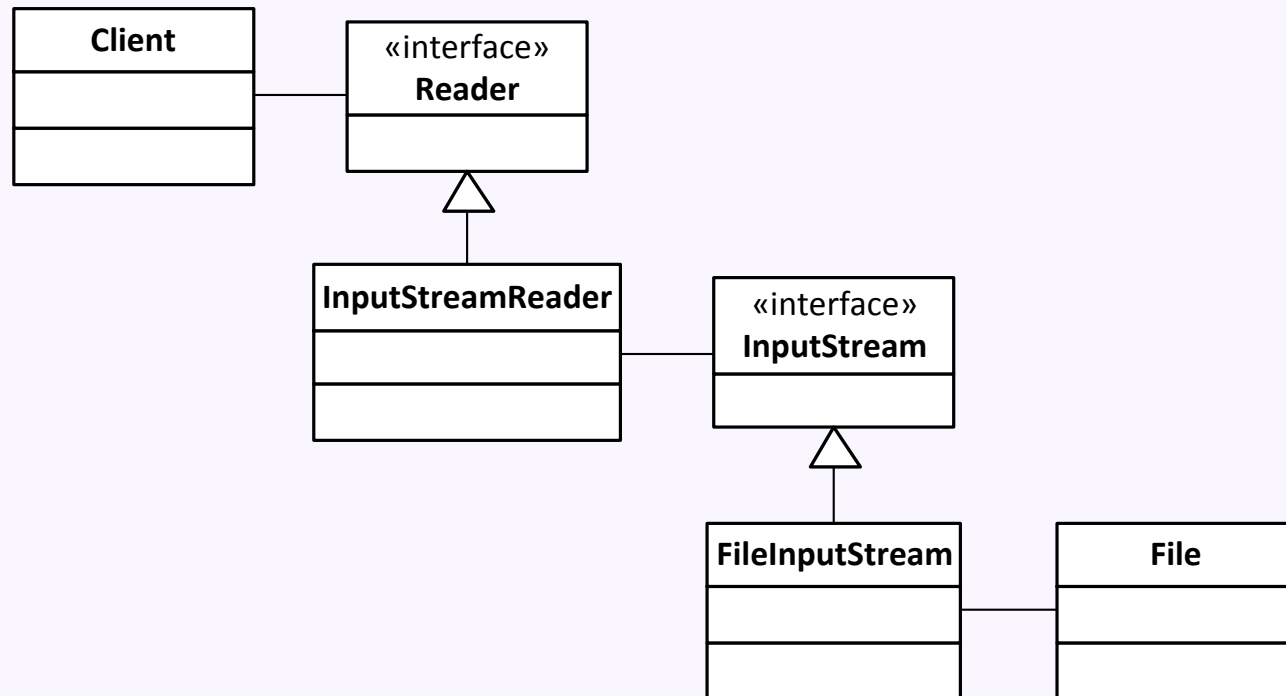 Client
«interface»
Reader
InputStreamReader
«interface»
InputStream
FileInputStream
File